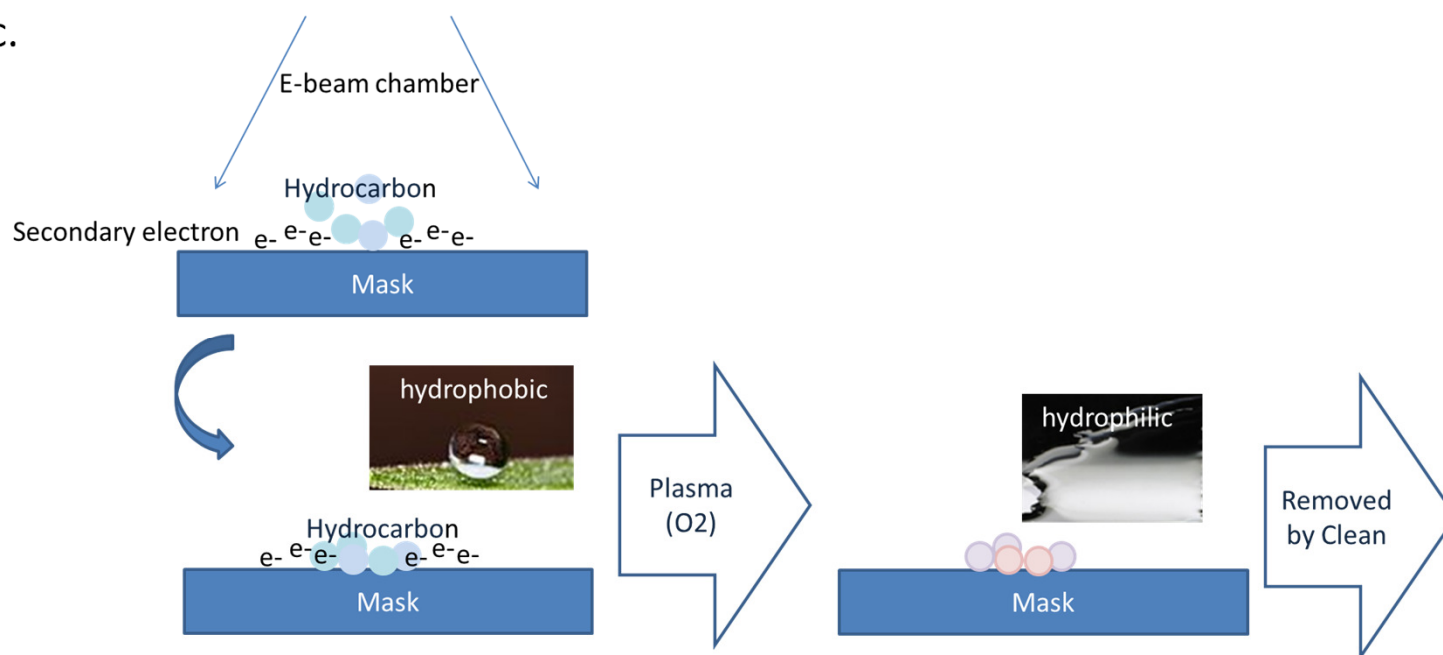 c.
E-beam chamber
Hydrocarbon
Secondary electron e- e- e- e- e- e-
Mask
hydrophobic
Hydrocarbon
e- e- e- e- e- e-
Mask
Plasma
(O2)
hydrophilic
Mask
Removed
by Clean